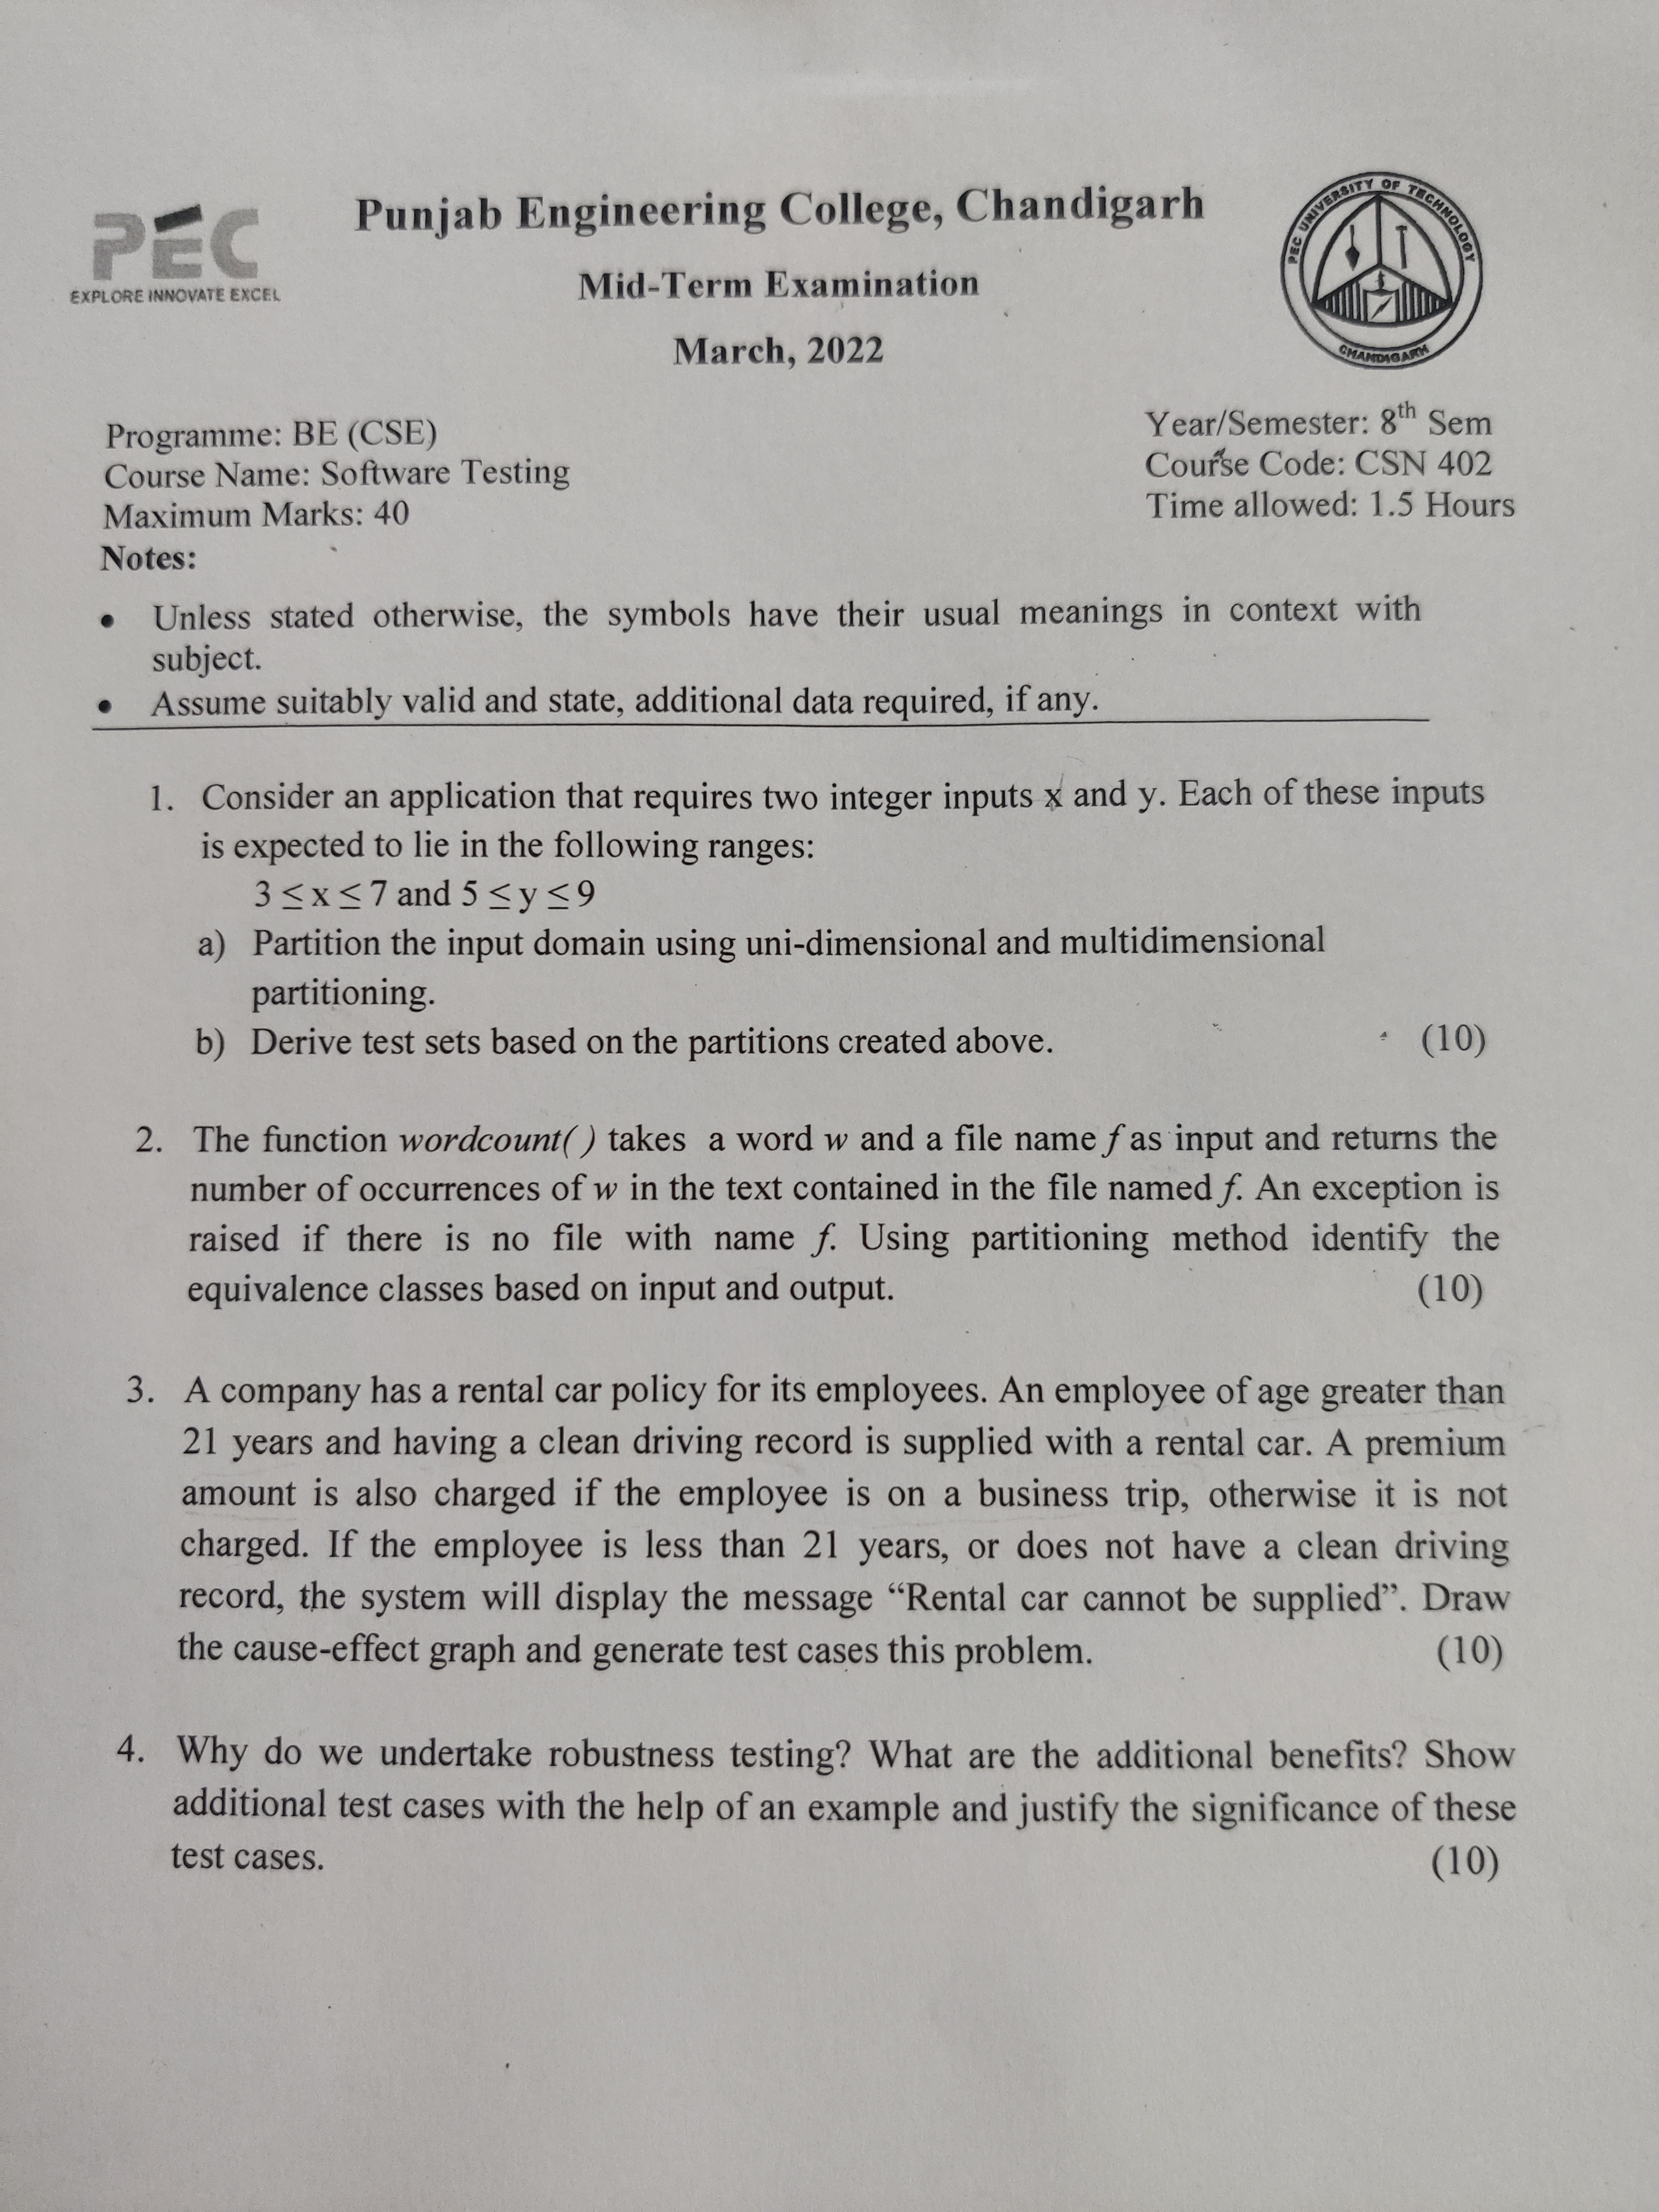 PEC
EXPLORE INNOVATE EXCEL
Punjab Engineering College, Chandigarh
Mid-Term Examination
March, 2022
PEC UNIVERSITY OF TECHNOLOGY
CHANDIGARH
Programme: BE (CSE)
Course Name: Software Testing
Maximum Marks: 40
Year/Semester: 8th Sem
Course Code: CSN 402
Time allowed: 1.5 Hours
Notes:
• Unless stated otherwise, the symbols have their usual meanings in context with
subject.
• Assume suitably valid and state, additional data required, if any.
1. Consider an application that requires two integer inputs x and y. Each of these inputs
is expected to lie in the following ranges:
3 ≤ x ≤ 7 and 5 ≤ y ≤ 9
a) Partition the input domain using uni-dimensional and multidimensional
partitioning.
b) Derive test sets based on the partitions created above. (10)
2. The function wordcount( ) takes a word w and a file name f as input and returns the
number of occurrences of w in the text contained in the file named f. An exception is
raised if there is no file with name f. Using partitioning method identify the
equivalence classes based on input and output. (10)
3. A company has a rental car policy for its employees. An employee of age greater than
21 years and having a clean driving record is supplied with a rental car. A premium
amount is also charged if the employee is on a business trip, otherwise it is not
charged. If the employee is less than 21 years, or does not have a clean driving
record, the system will display the message “Rental car cannot be supplied”. Draw
the cause-effect graph and generate test cases this problem. (10)
4. Why do we undertake robustness testing? What are the additional benefits? Show
additional test cases with the help of an example and justify the significance of these
test cases. (10)